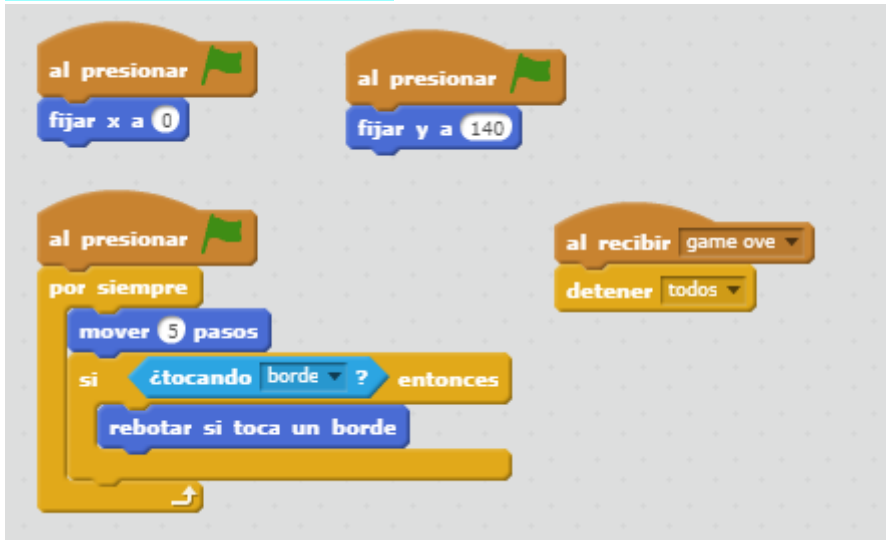 al presionar
fijar x a 0
al presionar
fijar y a 140
al presionar
por siempre
mover 5 pasos
si ¿tocando borde ? entonces
rebotar si toca un borde
al recibir game ove
detener todos